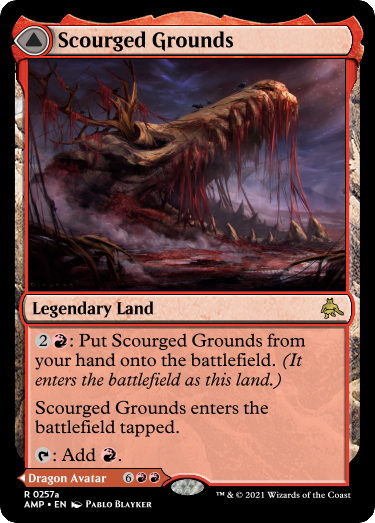 Scourged Grounds
Legendary Land
2R: Put Scourged Grounds from
your hand onto the battlefield. (It
enters the battlefield as this land.)
Scourged Grounds enters the
battlefield tapped.
: Add R.
Dragon Avatar 6RR
R 0257a
AMP • EN Pablo Blayker
™ & © 2021 Wizards of the Coast